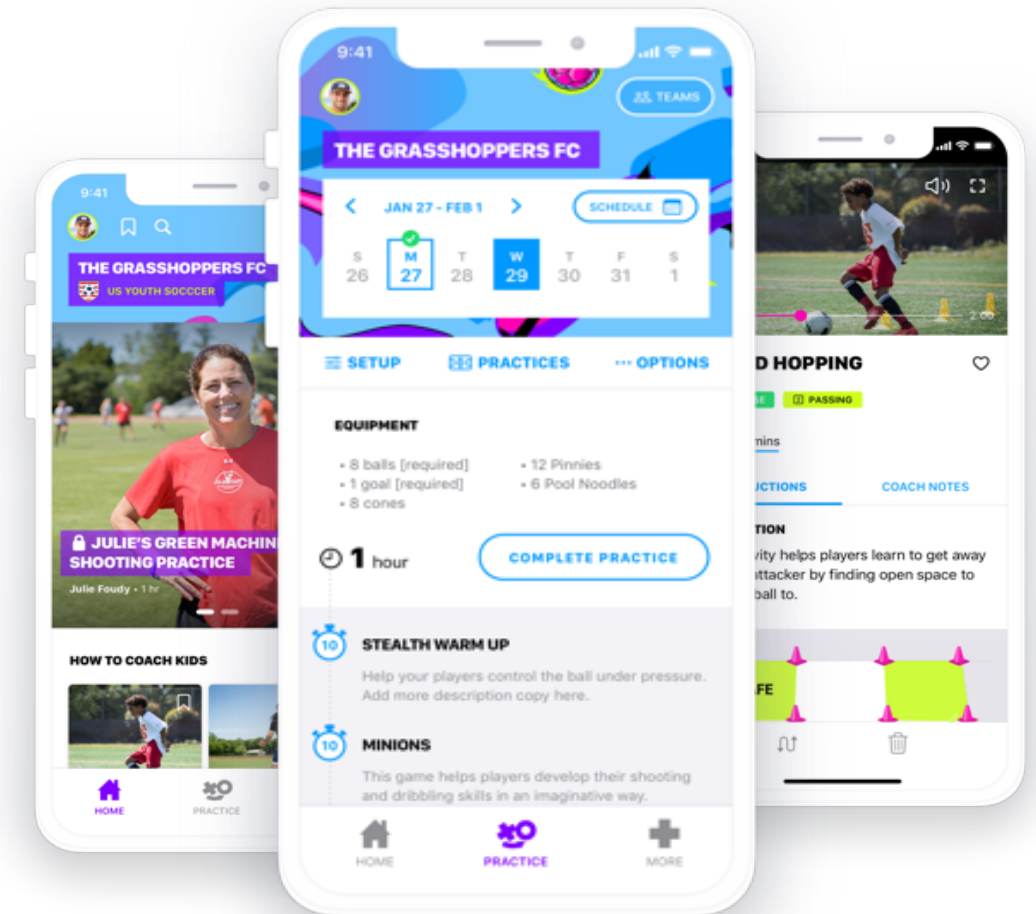 9:41
THE GRASSHOPPERS FC
US YOUTH SOCCCER
JULIE'S GREEN MACHIN
SHOOTING PRACTICE
Julie Foudy • 1 hr
HOW TO COACH KIDS
HOME
PRACTICE
9:41
TEAMS
THE GRASSHOPPERS FC
JAN 27 - FEB 1
SCHEDULE
S M T W T F S
26 27 28 29 30 31 1
SETUP
PRACTICES
OPTIONS
EQUIPMENT
• 8 balls [required]
• 1 goal [required]
• 8 cones
• 12 Pinnies
• 6 Pool Noodles
1 hour
COMPLETE PRACTICE
10
STEALTH WARM UP
Help your players control the ball under pressure.
Add more description copy here.
10
MINIONS
This game helps players develop their shooting
and dribbling skills in an imaginative way.
HOME
PRACTICE
MORE
D HOPPING
PASSING
mins
UCTIONS
COACH NOTES
TION
vity helps players learn to get away
attacker by finding open space to
ball to.
FE